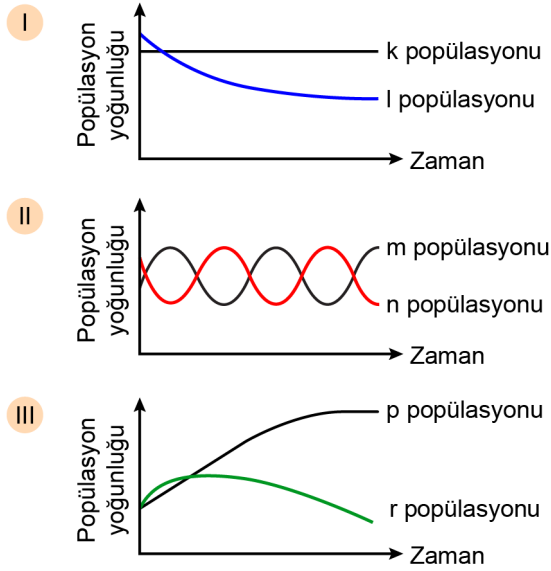 I
Popülasyon
yoğunluğu
k popülasyonu
l popülasyonu
Zaman
II
Popülasyon
yoğunluğu
m popülasyonu
n popülasyonu
Zaman
III
Popülasyon
yoğunluğu
p popülasyonu
r popülasyonu
Zaman